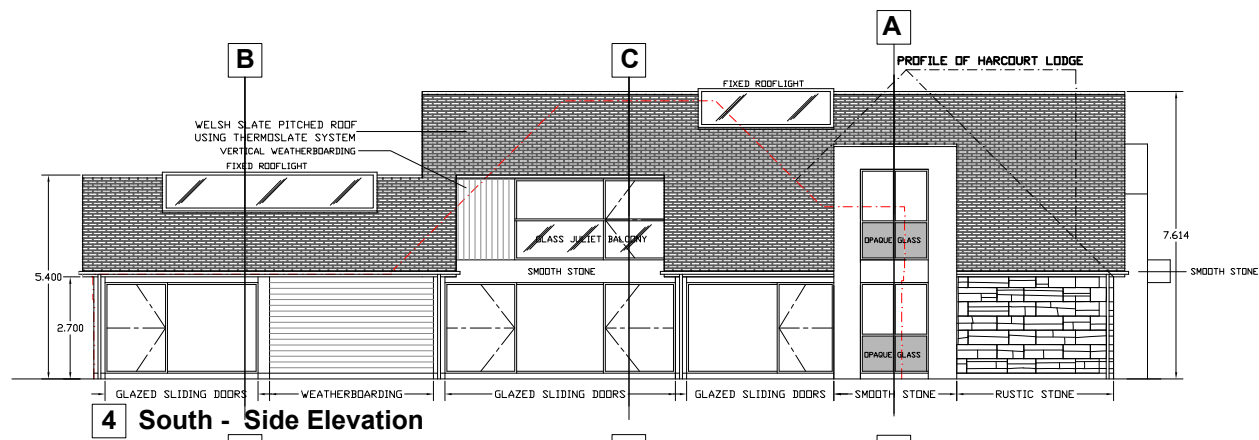 A
B
C
PROFILE OF HARCOURT LODGE
FIXED ROOFLIGHT
WELSH SLATE PITCHED ROOF
USING THERMOSLATE SYSTEM
VERTICAL WEATHERBOARDING
FIXED ROOFLIGHT
7.614
GLASS JULIET BALCONY
OPAQUE GLASS
SMOOTH STONE
SMOOTH STONE
5.400
2.700
OPAQUE GLASS
GLAZED SLIDING DOORS
WEATHERBOARDING
GLAZED SLIDING DOORS
GLAZED SLIDING DOORS
SMOOTH STONE
RUSTIC STONE
4 South - Side Elevation